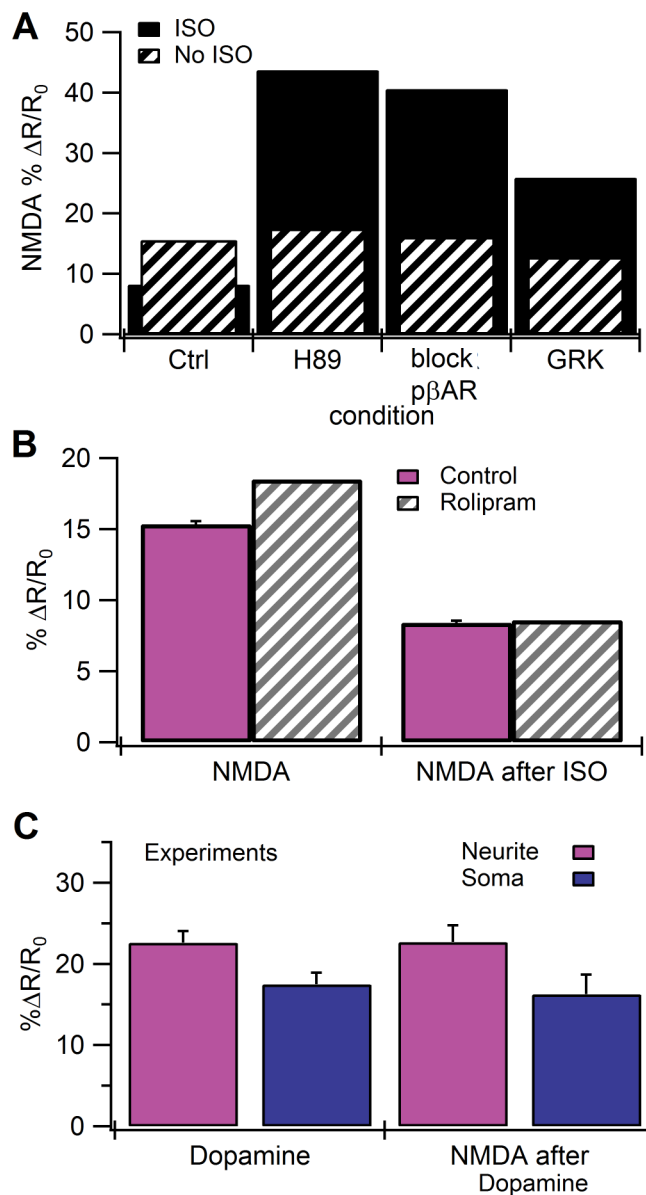 A
ISO
No ISO
NMDA % ΔR/R0
50
40
30
20
10
0
Ctrl
H89
block
pβAR
GRK
condition
B
Control
Rolipram
% ΔR/R0
20
15
10
5
0
NMDA
NMDA after ISO
C
Experiments
Neurite
Soma
%ΔR/R0
30
20
10
0
Dopamine
NMDA after
Dopamine